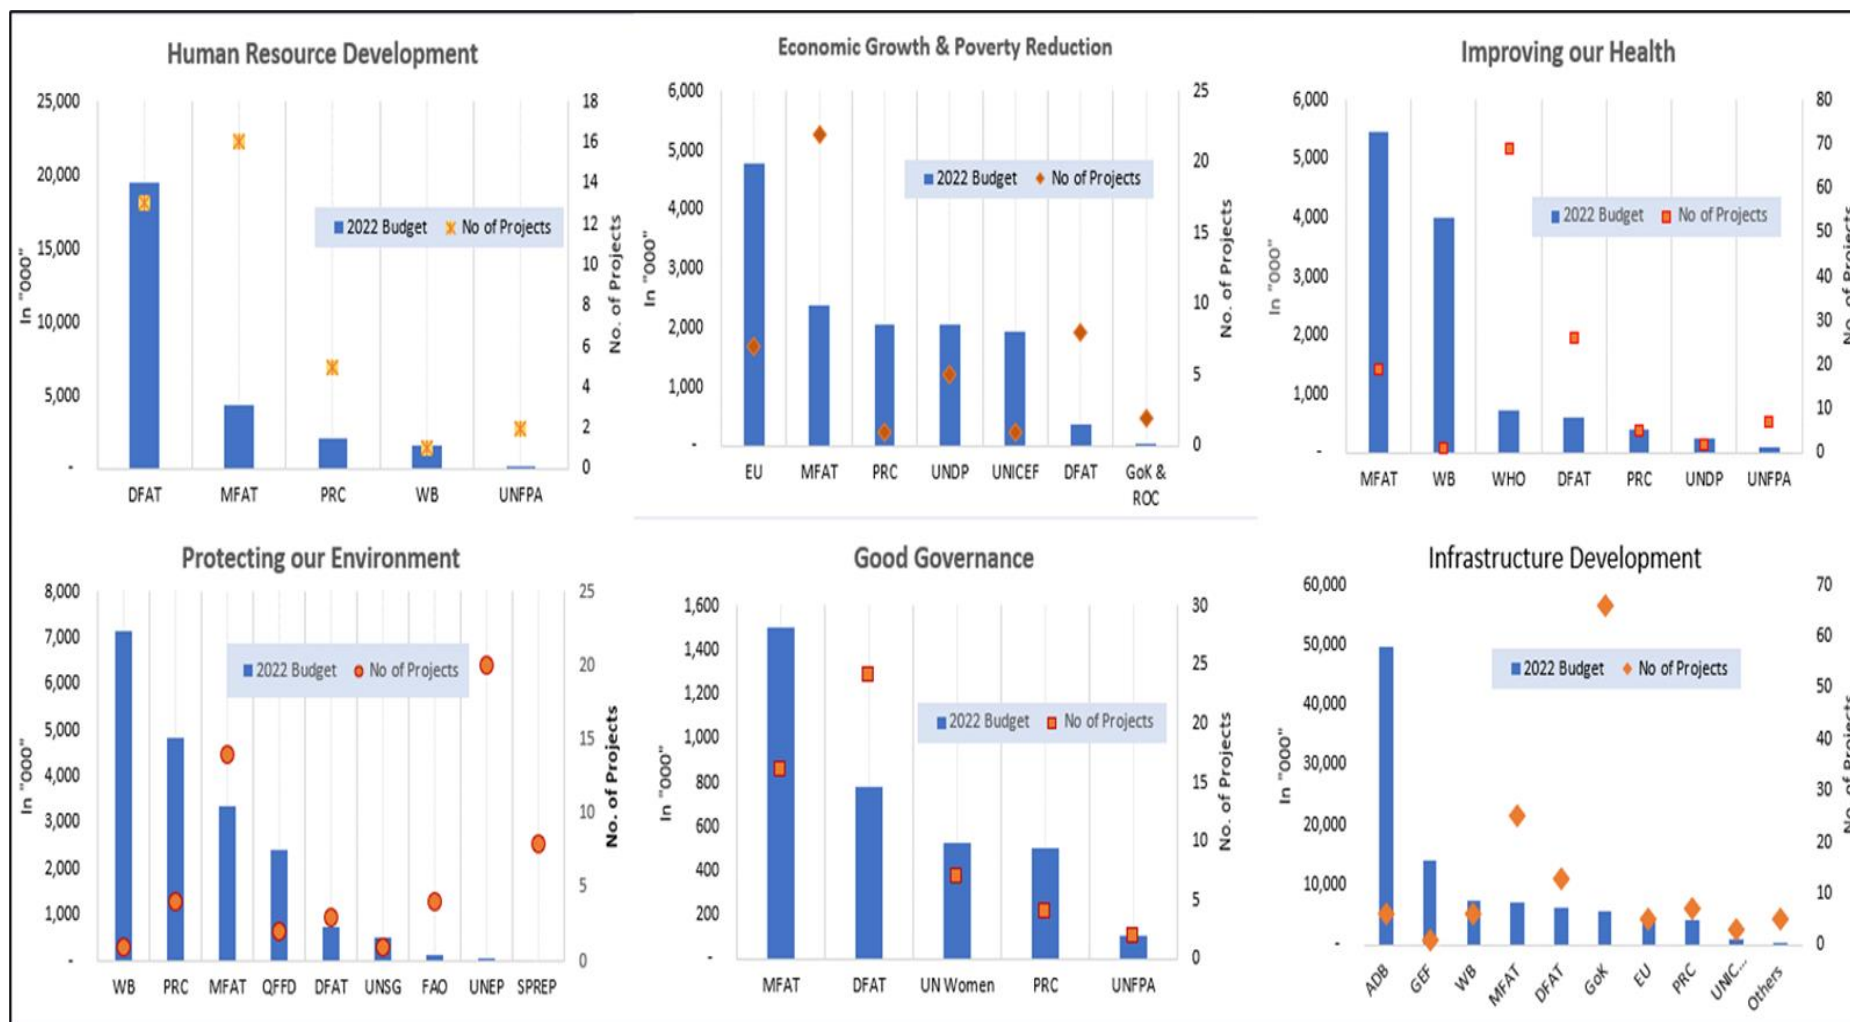 Human Resource Development
25,000
20,000
15,000
10,000
5,000
-
In "000"
18
16
14
12
10
8
6
4
2
0
No. of Projects
2022 Budget No of Projects
DFAT MFAT PRC WB UNFPA
Economic Growth & Poverty Reduction
6,000
5,000
4,000
3,000
2,000
1,000
-
In "000"
25
20
15
10
5
0
No. of Projects
2022 Budget No of Projects
EU MFAT PRC UNDP UNICEF DFAT GoK &
ROC
Improving our Health
6,000
5,000
4,000
3,000
2,000
1,000
-
In "000"
80
70
60
50
40
30
20
10
0
No. of Projects
2022 Budget No of Projects
MFAT WB WHO DFAT PRC UNDP UNFPA
Protecting our Environment
8,000
7,000
6,000
5,000
4,000
3,000
2,000
1,000
-
In "000"
25
20
15
10
5
0
No. of Projects
2022 Budget No of Projects
WB PRC MFAT QFFD DFAT UNSG FAO UNEP SPREP
Good Governance
1,600
1,400
1,200
1,000
800
600
400
200
-
In "000"
30
25
20
15
10
5
0
No. of Projects
2022 Budget No of Projects
MFAT DFAT UN Women PRC UNFPA
Infrastructure Development
60,000
50,000
40,000
30,000
20,000
10,000
-
In "000"
70
60
50
40
30
20
10
0
No. of Projects
2022 Budget No of Projects
ADB GEF WB MFAT DFAT GoK EU PRC UNIC... Others